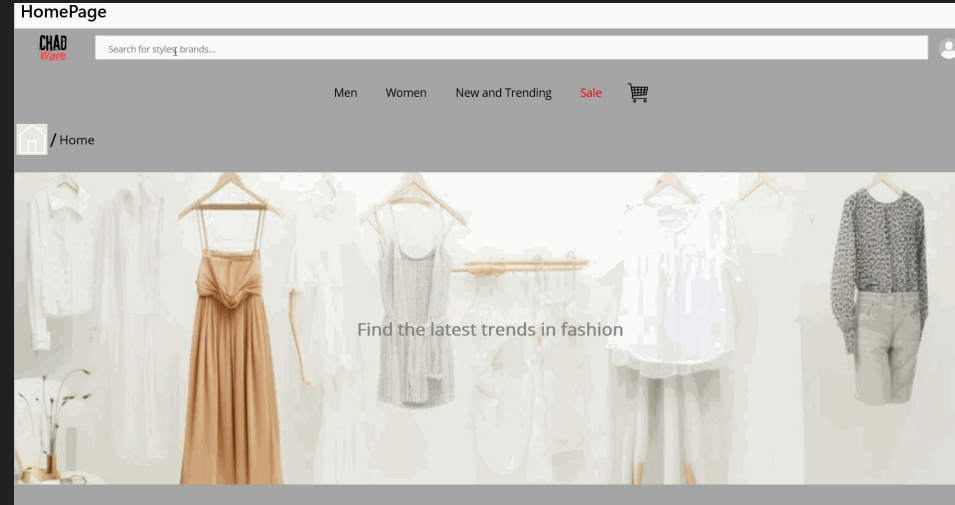 HomePage
CHAD
Ware
Search for styles, brands...
Men Women New and Trending Sale
/ Home
Find the latest trends in fashion